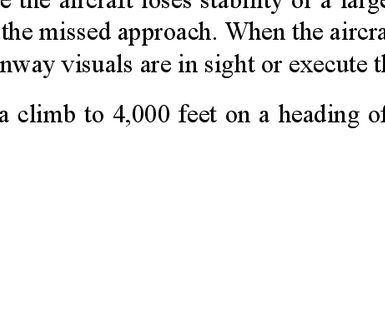 the aircraft loses stability or a large
the missed approach. When the aircra
nway visuals are in sight or execute t
a climb to 4,000 feet on a heading of